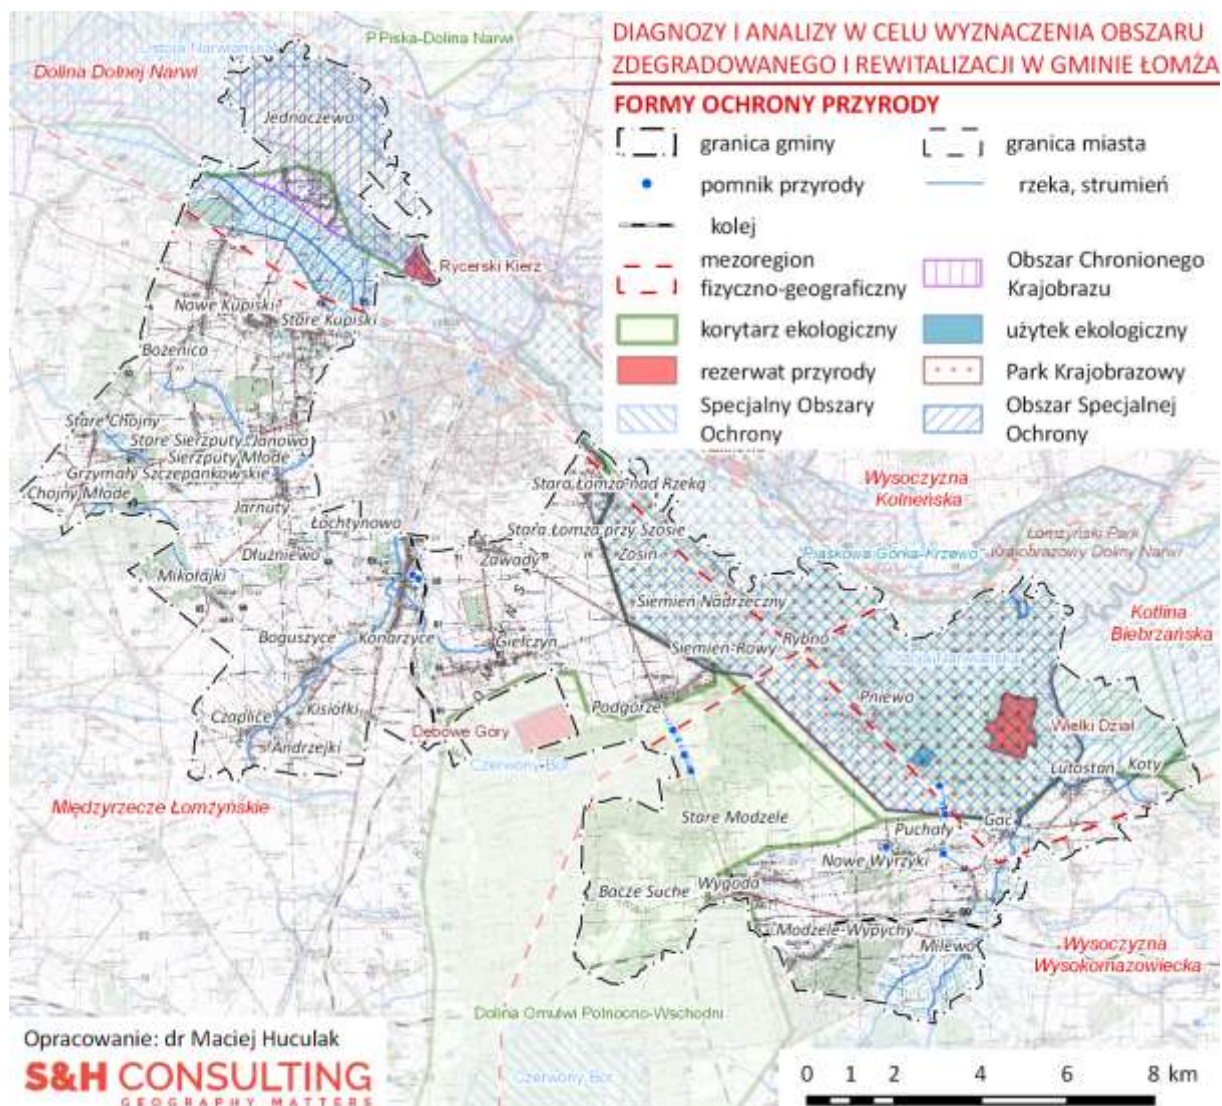 DIAGNOZY I ANALIZY W CELU WYZNACZENIA OBSZARU
ZDEGRADOWANEGO I REWITALIZACJI W GMINIE ŁOMŻA
FORMY OCHRONY PRZYRODY
granica gminy
granica miasta
pomnik przyrody
rzeka, strumień
kolej
mezoregion
fizyczno-geograficzny
Obszar Chronionego
Krajobrazu
korytarz ekologiczny
użytek ekologiczny
rezerwat przyrody
Park Krajobrazowy
Specjalny Obszary
Ochrony
Obszar Specjalnej
Ochrony
Ostoja Narwiańska
P.Piska-Dolina Narwi
Dolina Dolnej Narwi
Jednaczewo
Rycerski Kierz
Nowe Kupiski
Stare Kupiski
Bożenica
Stare Chojny
Stare Sierzputy
Janowo
Sierzputy Młode
Grzymały Szczepankowskie
Chojny Młode
Jarnuty
Łochtynowo
Dłużniewo
Mikołajki
Boguszyce
Konarzyce
Czaplice
Kisiołki
Andrzejki
Międzyrzecze Łomżyńskie
Stara Łomża nad Rzeką
Stara Łomża przy Szosie
Zawady
Zosin
Giełczyn
Siemień Nadrzeczny
Siemień-Rowy
Rybno
Podgórze
Dębowe Góry
Czerwony Bór
Wysoczyzna
Kolneńska
Łomżyński Park
Krajobrazowy Doliny Narwi
Piaskowa Górka-Krzewo
Kotlina
Biebrzańska
Ostoja Narwiańska
Pniewo
Wielki Dział
Lutostań
Koty
Stare Modzele
Puchały
Gać
Nowe Wyrzyki
Bacze Suche
Wygoda
Modzele-Wypychy
Milewo
Wysoczyzna
Wysokomazowiecka
Dolina Omulwi Północno-Wschodni
Czerwony Bór
Opracowanie: dr Maciej Huculak
S&H CONSULTING
GEOGRAPHY MATTERS
0 1 2 4 6 8 km